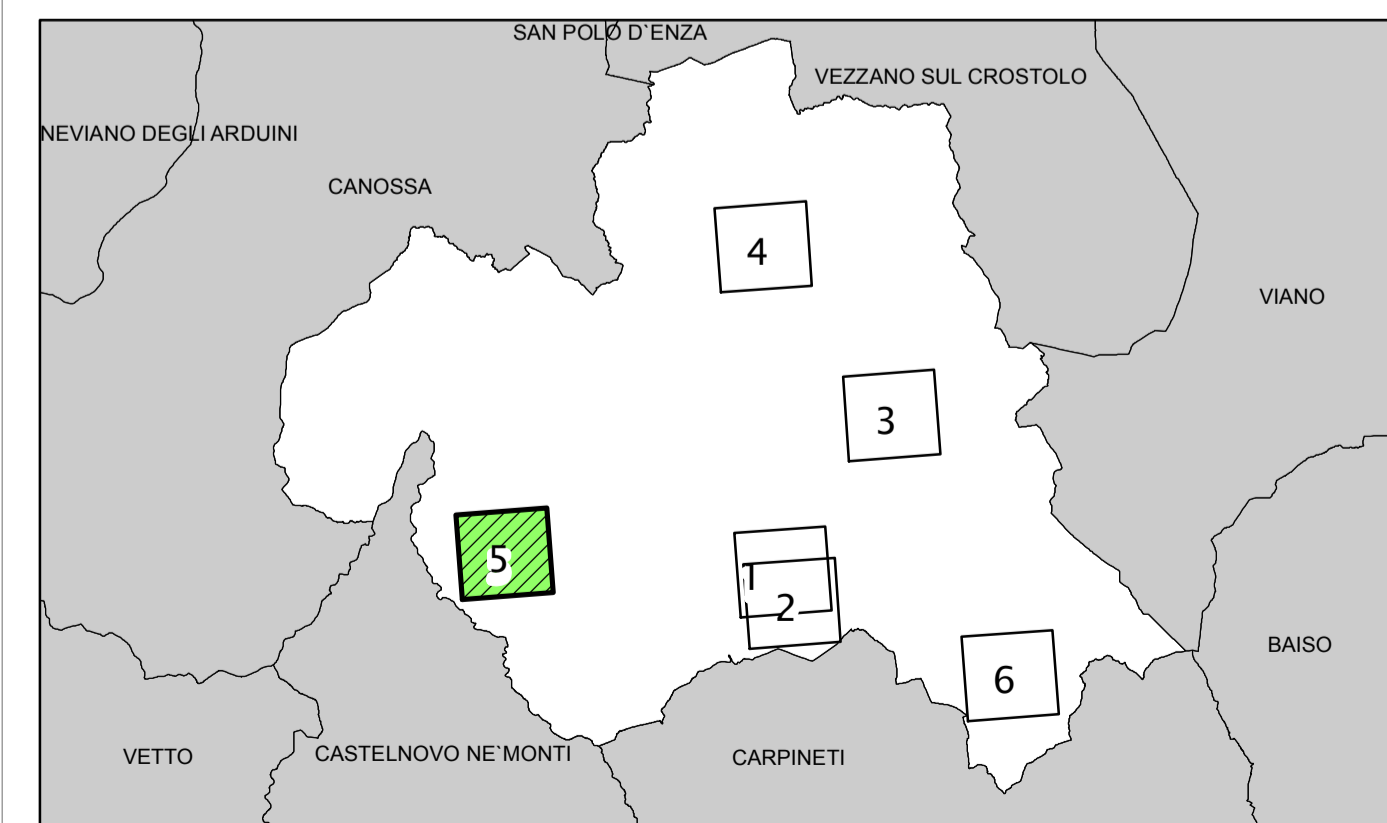 SAN POLO D`ENZA
VEZZANO SUL CROSTOLO
NEVIANO DEGLI ARDUINI
CANOSSA
4
VIANO
3
5
1
2
BAISO
6
VETTO
CASTELNOVO NE`MONTI
CARPINETI